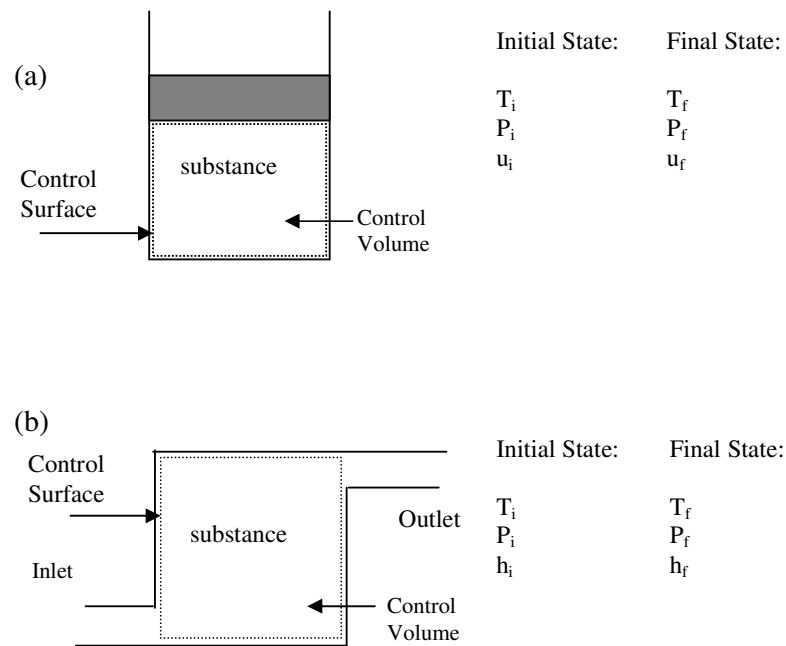 (a)
Control
Surface
substance
Control
Volume
Initial State: Final State:
T_i T_f
P_i P_f
u_i u_f
(b)
Control
Surface
Inlet
substance
Outlet
Control
Volume
Initial State: Final State:
T_i T_f
P_i P_f
h_i h_f